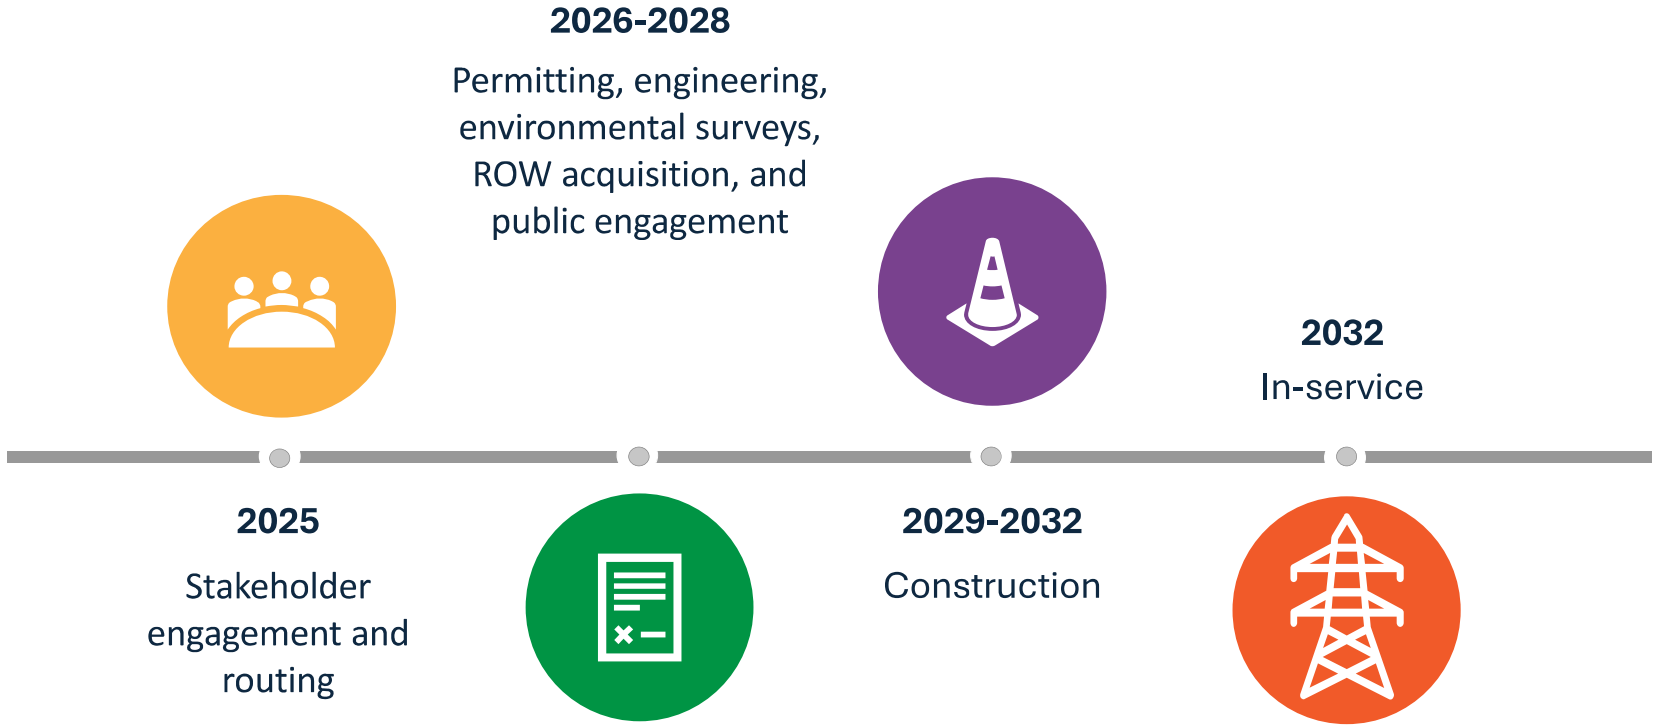 2025
Stakeholder
engagement and
routing
2026-2028
Permitting, engineering,
environmental surveys,
ROW acquisition, and
public engagement
2029-2032
Construction
2032
In-service